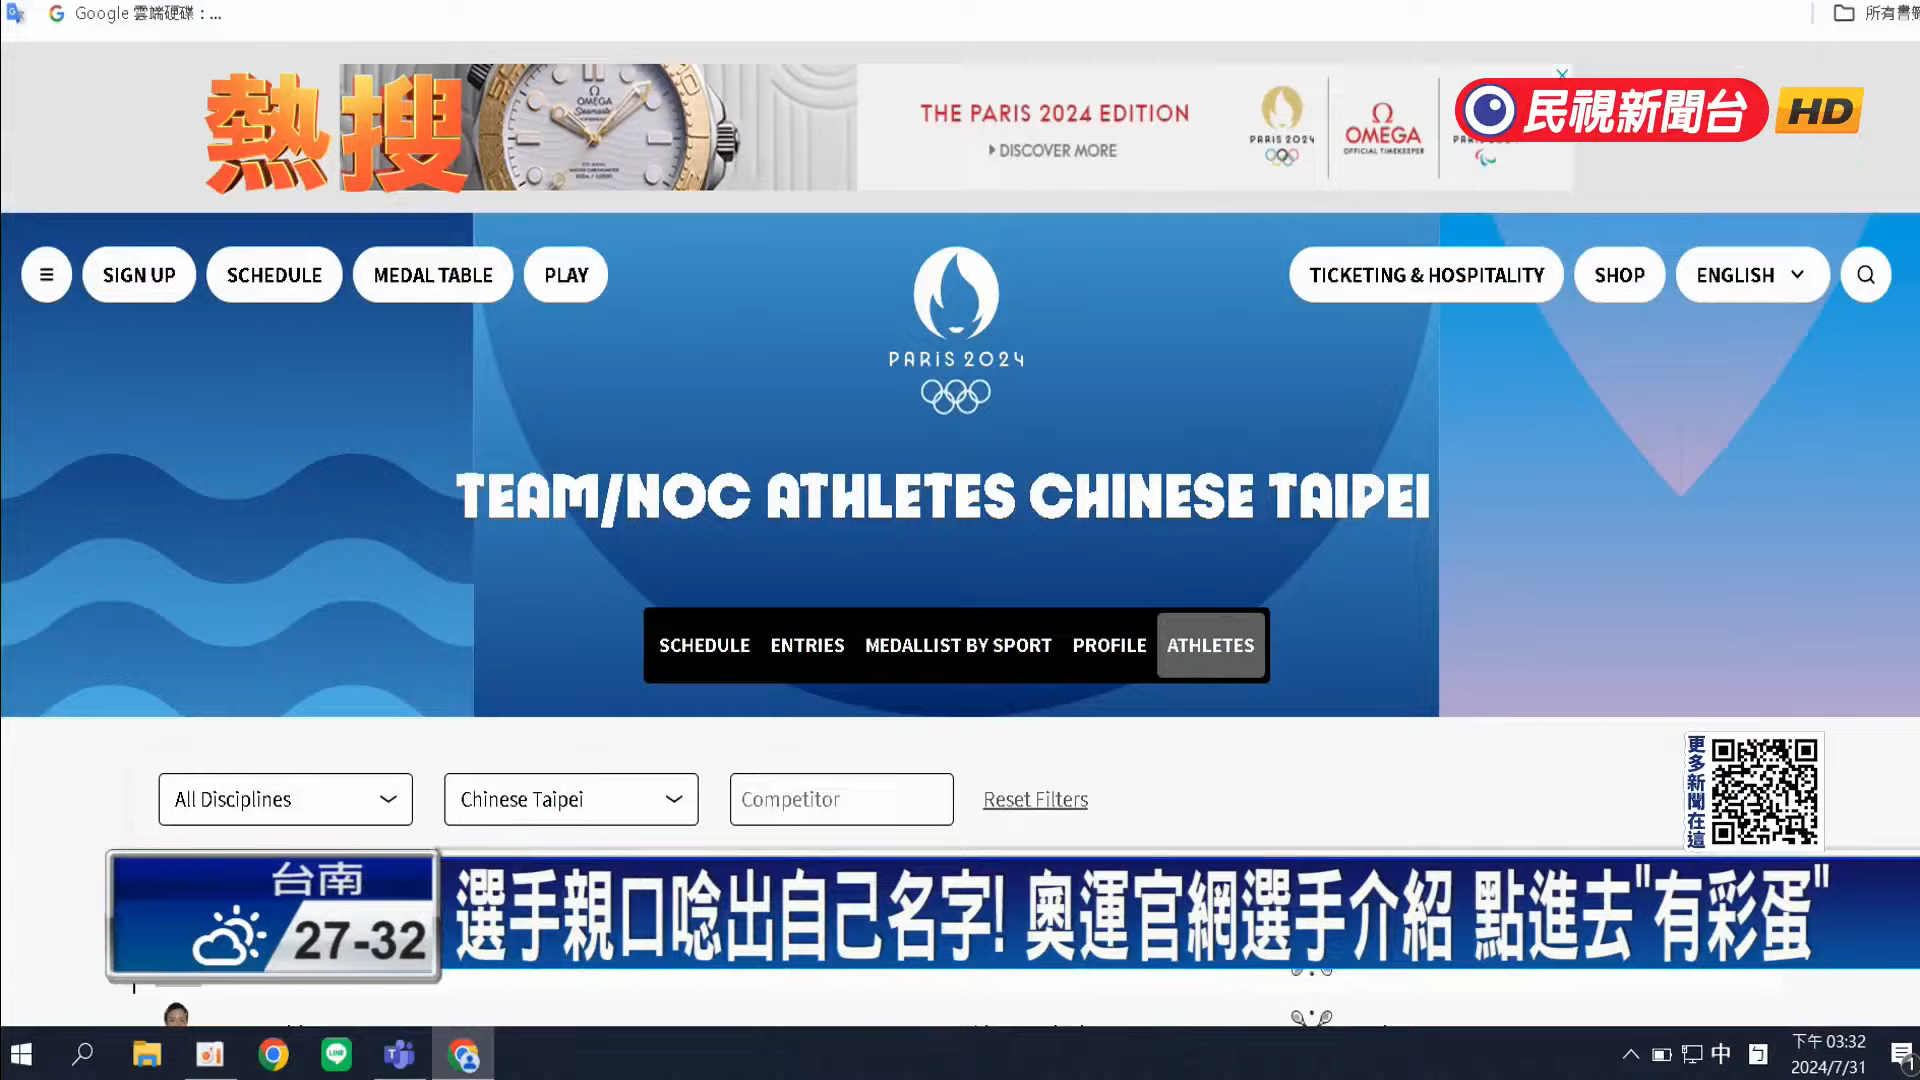 Google 雲端硬碟：...
熱搜
OMEGA
Seamaster
THE PARIS 2024 EDITION
DISCOVER MORE
PARIS 2024
OMEGA
OFFICIAL TIMEKEEPER
民視新聞台 HD
SIGN UP
SCHEDULE
MEDAL TABLE
PLAY
PARIS 2024
TICKETING & HOSPITALITY
SHOP
ENGLISH
TEAM/NOC ATHLETES CHINESE TAIPEI
SCHEDULE
ENTRIES
MEDALLIST BY SPORT
PROFILE
ATHLETES
All Disciplines
Chinese Taipei
Competitor
Reset Filters
更多新聞在這
台南
27-32
選手親口唸出自己名字! 奧運官網選手介紹 點進去"有彩蛋"
LINE
中
下午 03:32
2024/7/31
1